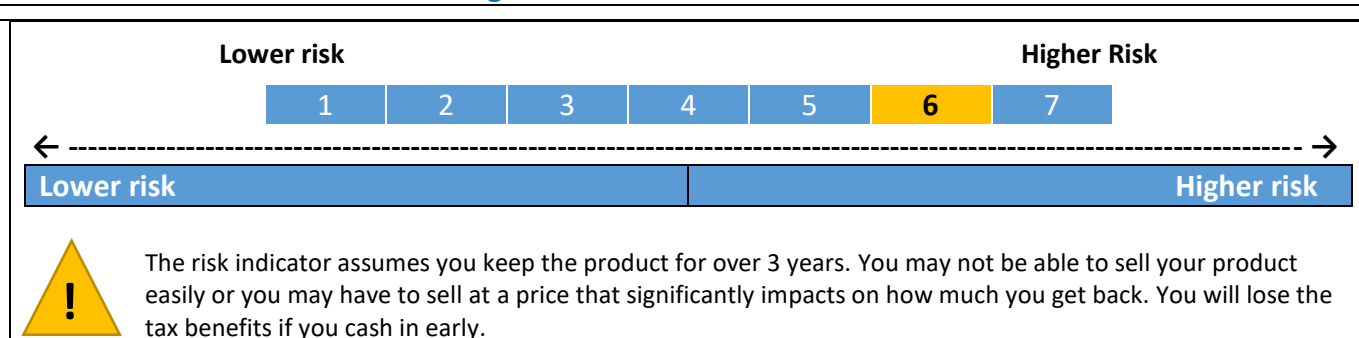 Lower risk Higher Risk
1 2 3 4 5 6 7
← ------------------------------------------------------------------------------------------------------------------------------- →
Lower risk Higher risk
The risk indicator assumes you keep the product for over 3 years. You may not be able to sell your product
! easily or you may have to sell at a price that significantly impacts on how much you get back. You will lose the
tax benefits if you cash in early.